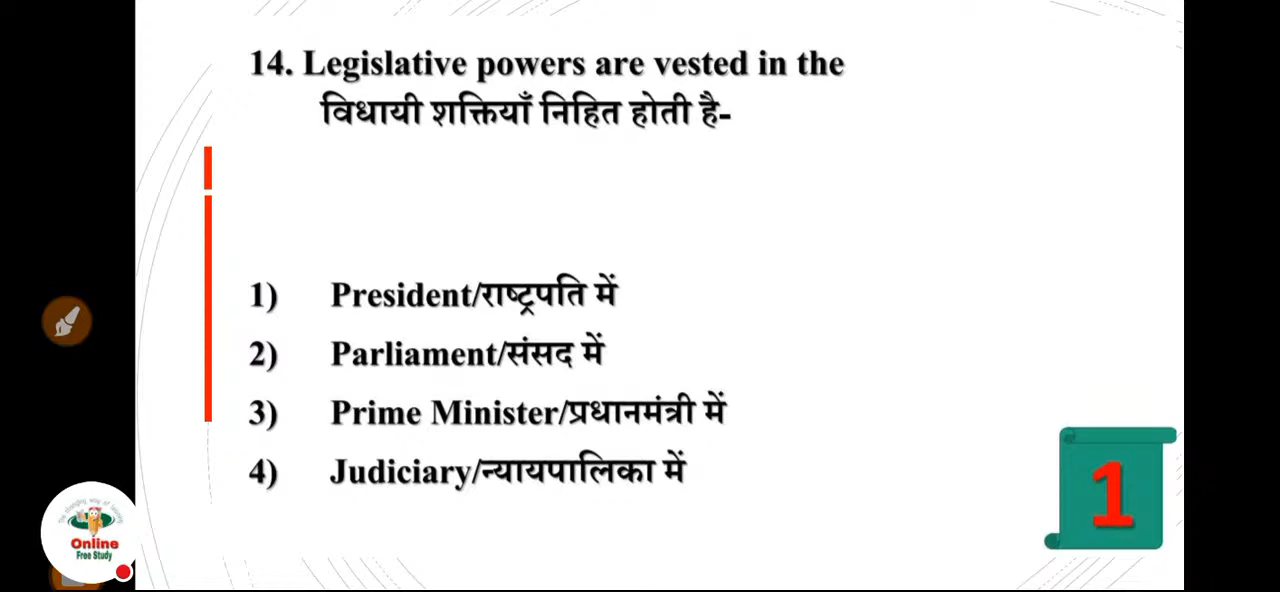 14. Legislative powers are vested in the
विधायी शक्तियाँ निहित होती है-
1) President/राष्ट्रपति में
2) Parliament/संसद में
3) Prime Minister/प्रधानमंत्री में
4) Judiciary/न्यायपालिका में
1
Online
Free Study